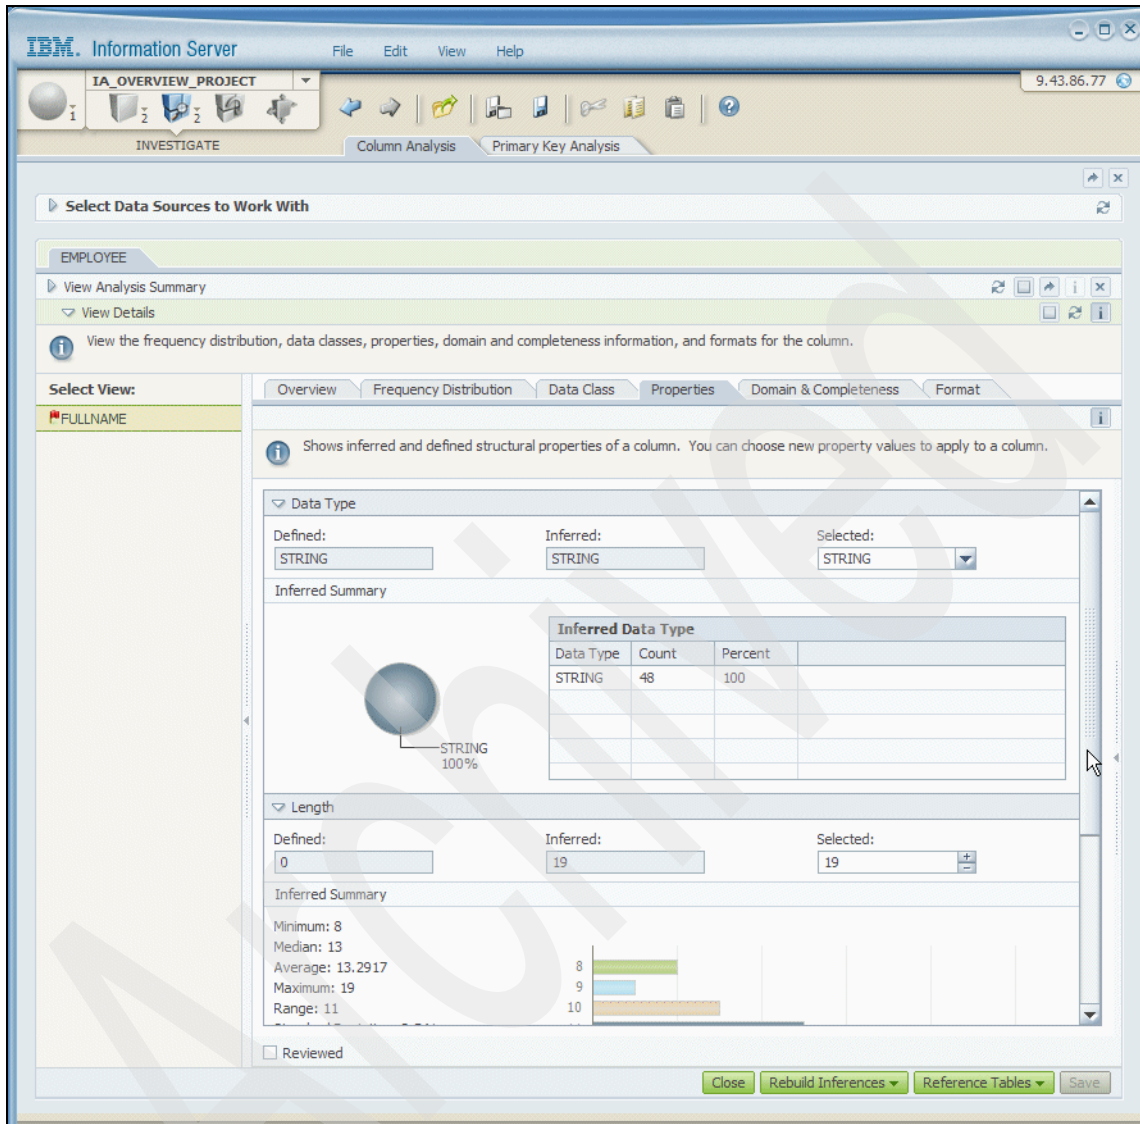 IBM. Information Server File Edit View Help
IA_OVERVIEW_PROJECT 9.43.86.77
1 2 2
INVESTIGATE Column Analysis Primary Key Analysis
Select Data Sources to Work With
EMPLOYEE
View Analysis Summary
View Details
View the frequency distribution, data classes, properties, domain and completeness information, and formats for the column.
Select View: Overview Frequency Distribution Data Class Properties Domain & Completeness Format
FULLNAME
Shows inferred and defined structural properties of a column. You can choose new property values to apply to a column.
Data Type
Defined: Inferred: Selected:
STRING STRING STRING
Inferred Summary
Inferred Data Type
Data Type Count Percent
STRING 48 100
STRING
100%
Length
Defined: Inferred: Selected:
0 19 19
Inferred Summary
Minimum: 8
Median: 13
Average: 13.2917 8
Maximum: 19 9
Range: 11 10
Reviewed
Close Rebuild Inferences Reference Tables Save
Archived